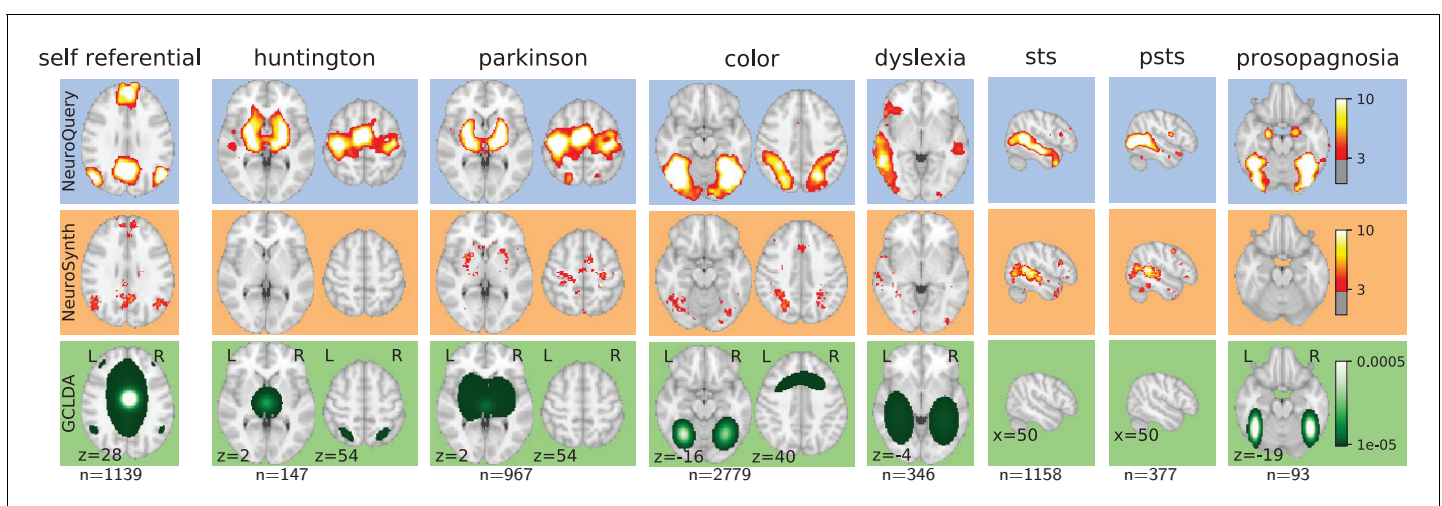 self referential huntington parkinson color dyslexia sts psts prosopagnosia
NeuroQuery
10
3
NeuroSynth
10
3
GCLDA
L R L R L R L R L R L R
0.0005
1e-05
z=28 z=2 z=54 z=2 z=54 z=-16 z=40 z=-4 x=50 x=50 z=-19
n=1139 n=147 n=967 n=2779 n=346 n=1158 n=377 n=93